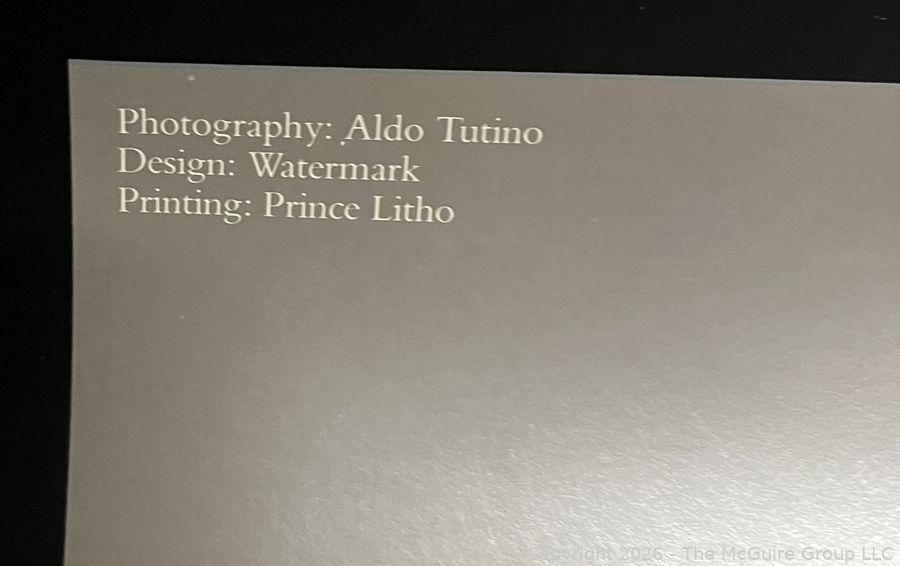 Photography: Aldo Tutino
Design: Watermark
Printing: Prince Litho
Copyright 2026 - The McGuire Group LLC